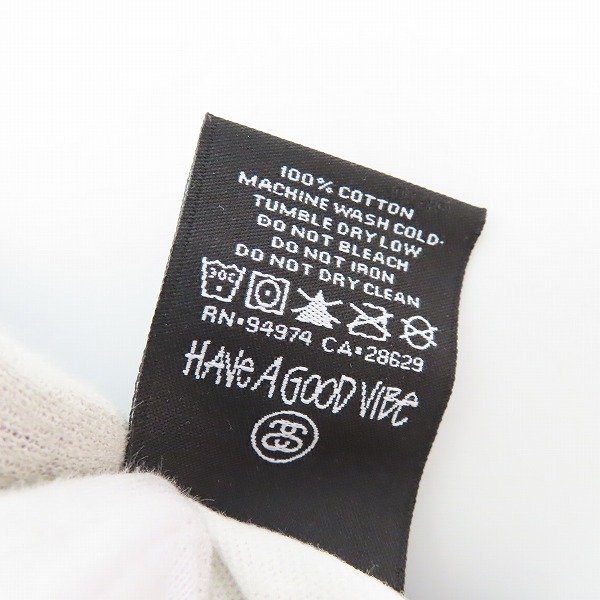 100% COTTON
MACHINE WASH COLD.
TUMBLE DRY LOW
DO NOT BLEACH
DO NOT IRON
DO NOT DRY CLEAN
30C
RN:94974 CA:28629
HAVE A GOOD VIBE